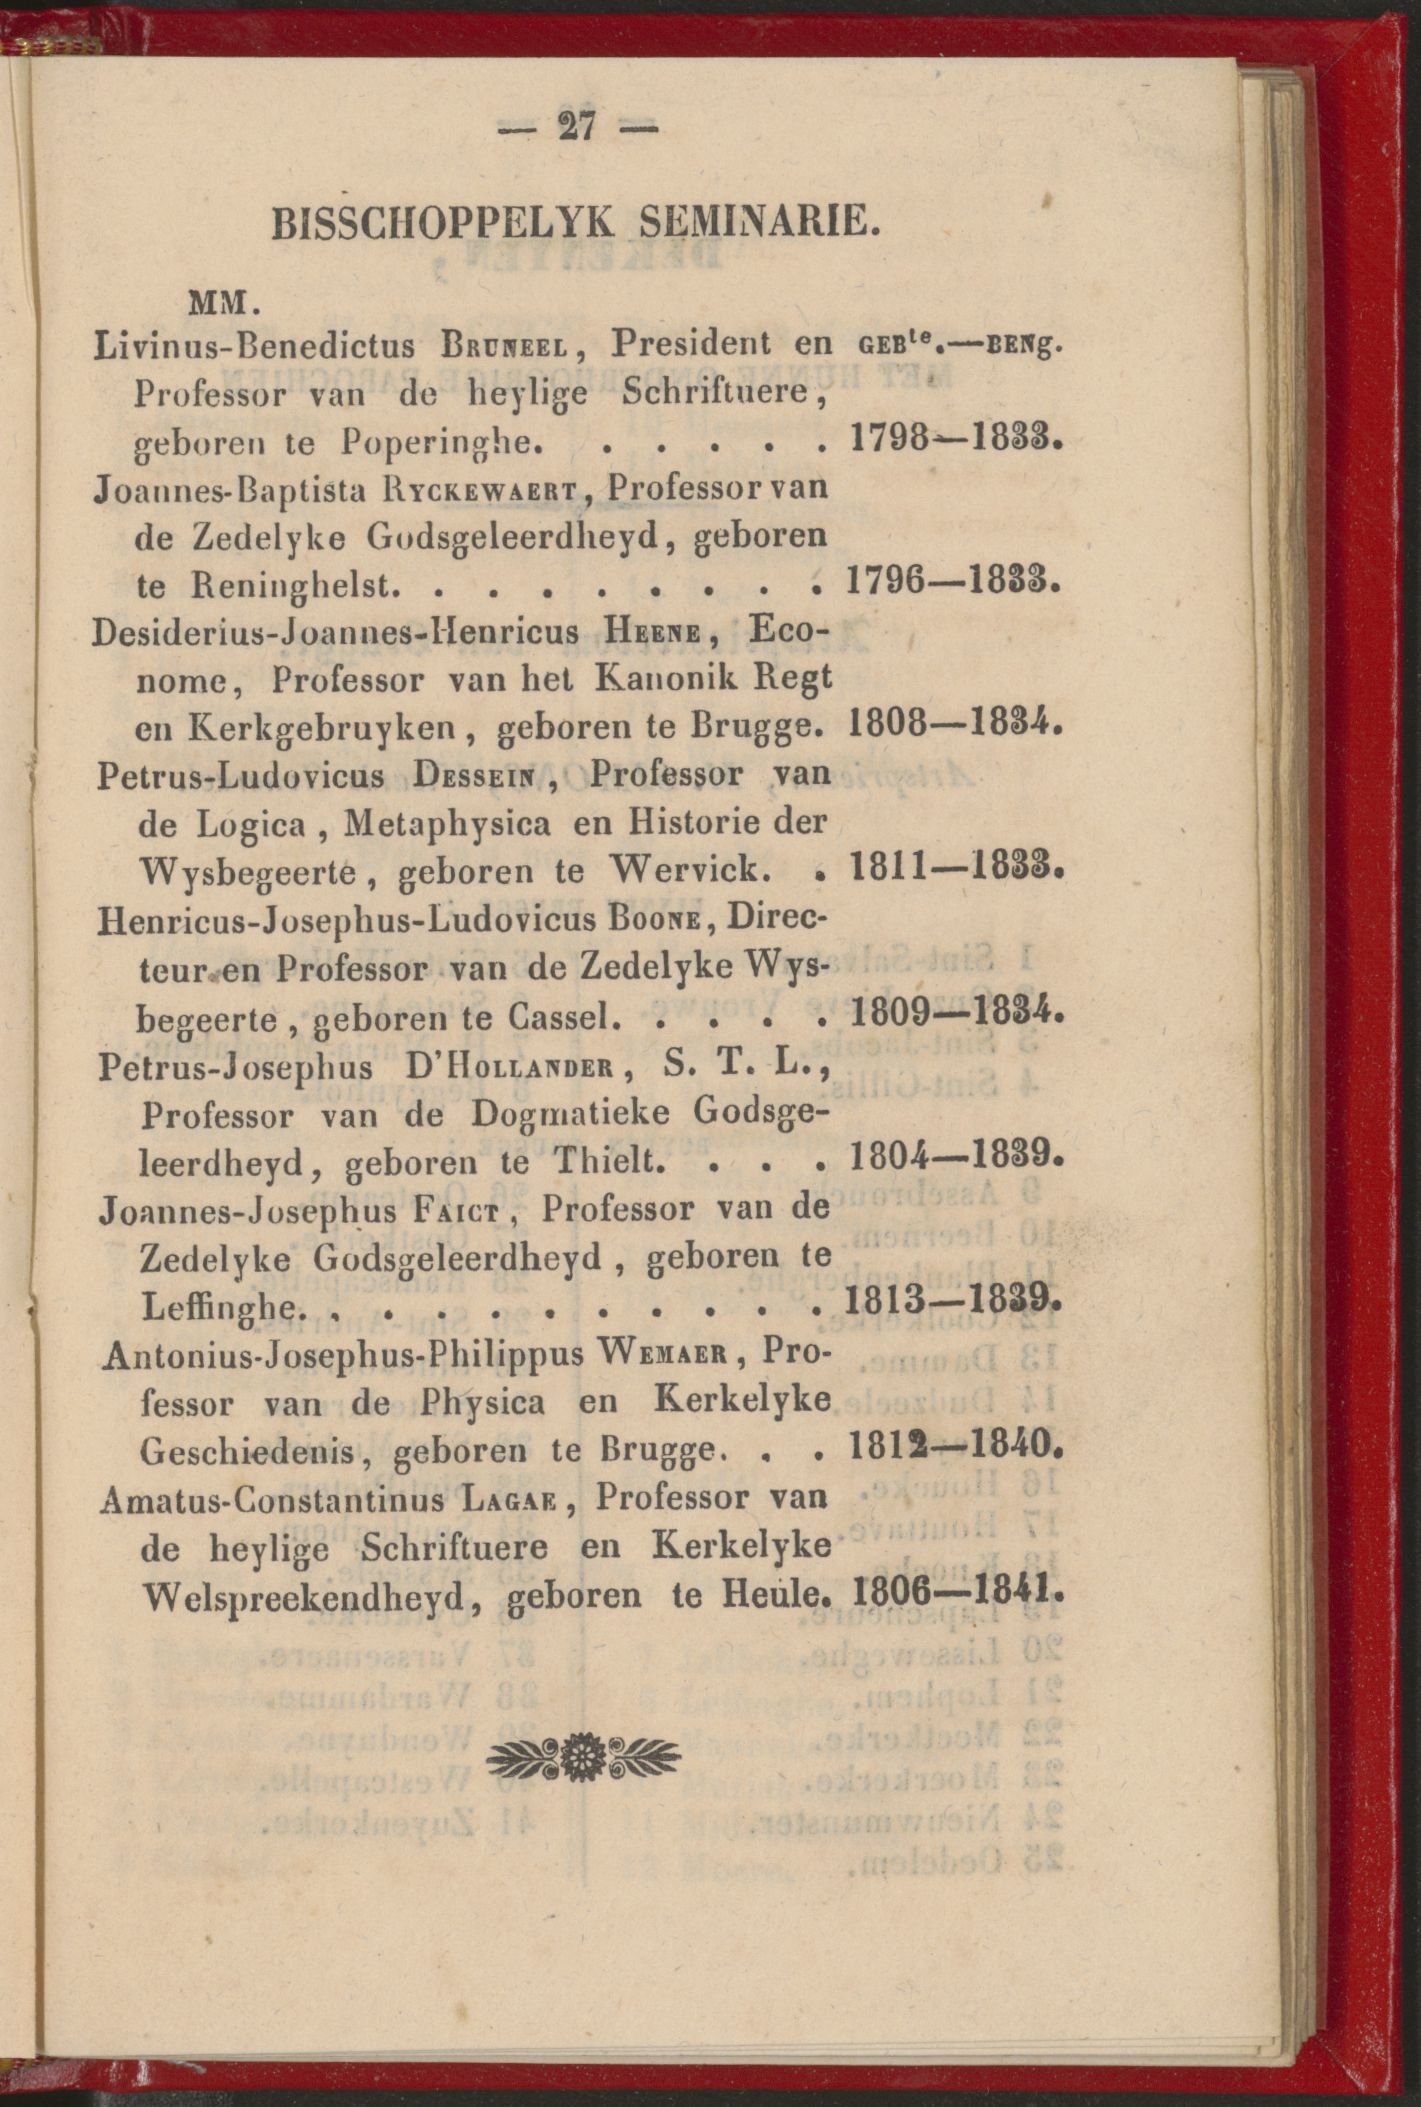 — 27 —
BISSCHOPPELYK SEMINARIE.
MM.
Livinus-Benedictus BRUNEEL, President en GEBte.—BENg.
Professor van de heylige Schriftuere,
geboren te Poperinghe. . . . . . 1798—1833.
Joannes-Baptista RYCKEWAERT, Professor van
de Zedelyke Godsgeleerdheyd, geboren
te Reninghelst. . . . . . . . . 1796—1833.
Desiderius-Joannes-Henricus HEENE, Eco-
nome, Professor van het Kanonik Regt
en Kerkgebruyken, geboren te Brugge. 1808—1834.
Petrus-Ludovicus DESSEIN, Professor van
de Logica, Metaphysica en Historie der
Wysbegeerte, geboren te Wervick. . 1811—1833.
Henricus-Josephus-Ludovicus BOONE, Direc-
teur en Professor van de Zedelyke Wys-
begeerte, geboren te Cassel. . . . . 1809—1834.
Petrus-Josephus D'HOLLANDER, S. T. L.,
Professor van de Dogmatieke Godsge-
leerdheyd, geboren te Thielt. . . . 1804—1839.
Joannes-Josephus FAICT, Professor van de
Zedelyke Godsgeleerdheyd, geboren te
Leffinghe. . . . . . . . . . . 1813—1839.
Antonius-Josephus-Philippus WEMAER, Pro-
fessor van de Physica en Kerkelyke
Geschiedenis, geboren te Brugge. . . 1812—1840.
Amatus-Constantinus LAGAE, Professor van
de heylige Schriftuere en Kerkelyke
Welspreekendheyd, geboren te Heule. 1806—1841.